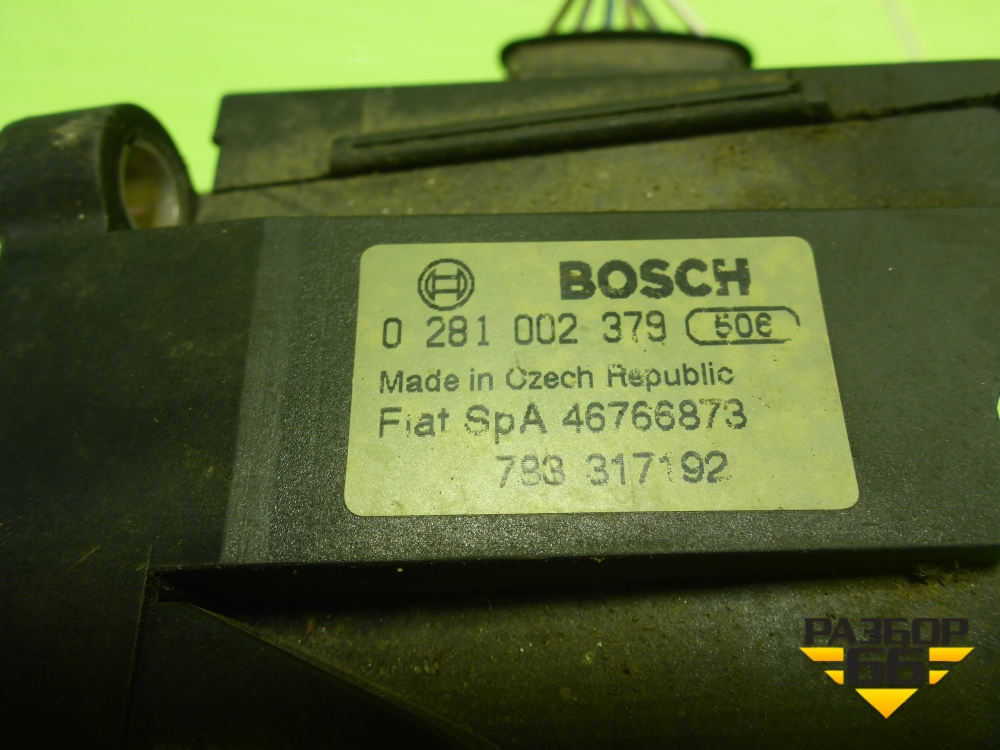 BOSCH
0 281 002 379 506
Made in Czech Republic
Fiat SpA 46766873
783 317192
РАЗБОР
66